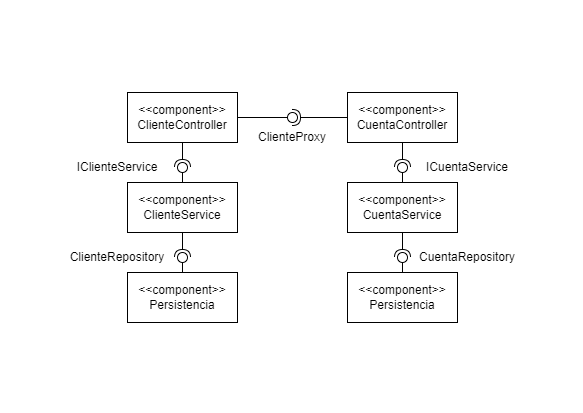 <<component>>
ClienteController
<<component>>
CuentaController
ClienteProxy
IClienteService
ICuentaService
<<component>>
ClienteService
<<component>>
CuentaService
ClienteRepository
CuentaRepository
<<component>>
Persistencia
<<component>>
Persistencia